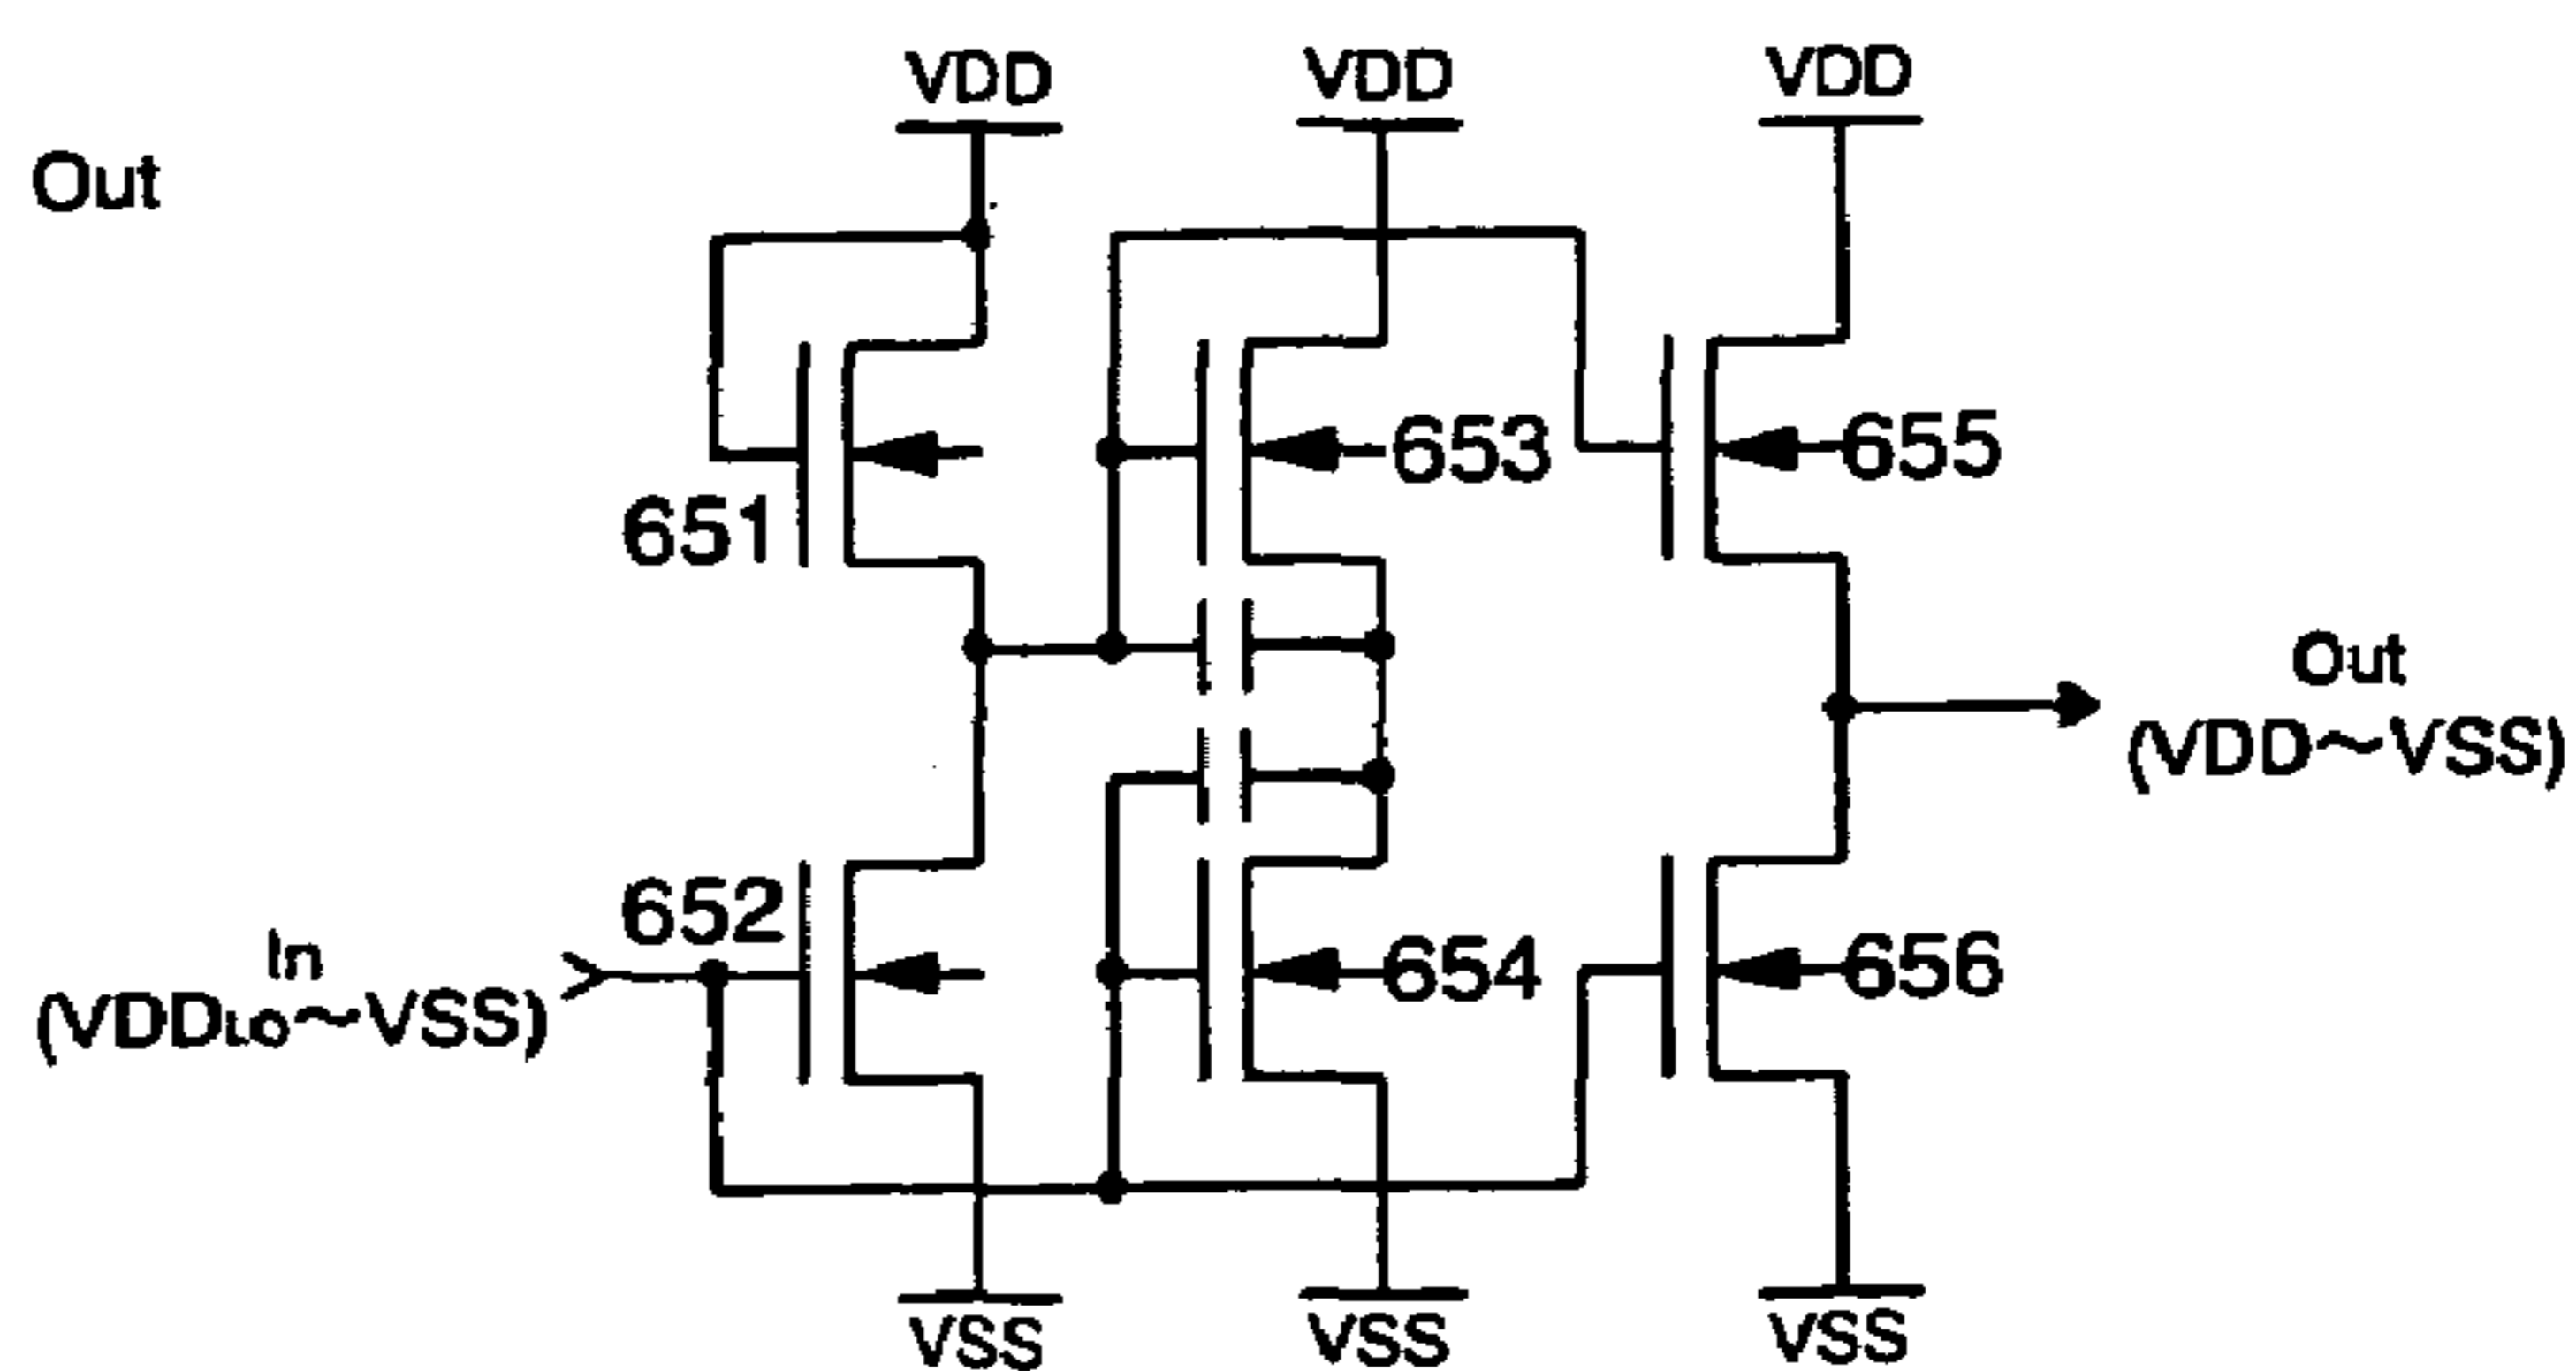 VDD VDD VDD
Out
653 655
651
Out
(VDD～VSS)
652
In
(VDDLO～VSS)
654 656
VSS VSS VSS